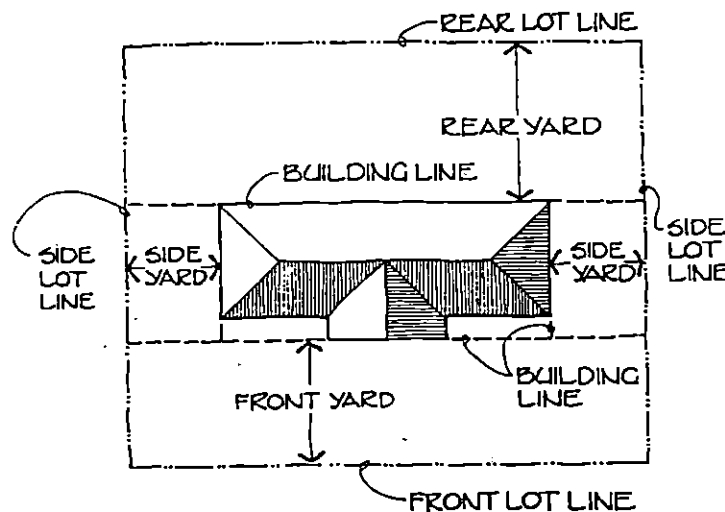 REAR LOT LINE
REAR YARD
BUILDING LINE
SIDE
LOT
LINE
SIDE
YARD
SIDE
YARD
SIDE
LOT
LINE
FRONT YARD
BUILDING
LINE
FRONT LOT LINE